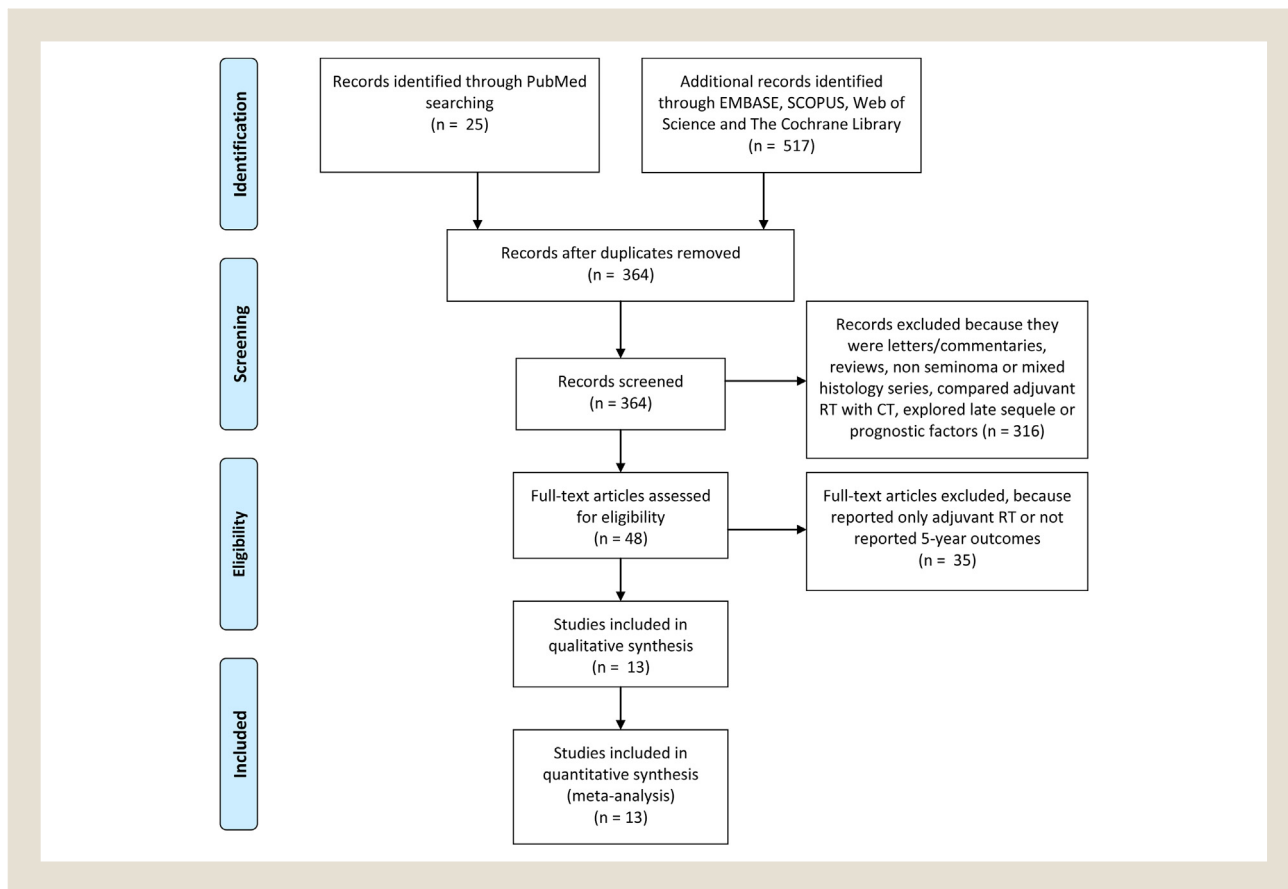 Identification
Records identified through PubMed
searching
(n = 25)
Additional records identified
through EMBASE, SCOPUS, Web of
Science and The Cochrane Library
(n = 517)
Records after duplicates removed
(n = 364)
Screening
Records screened
(n = 364)
Records excluded because they
were letters/commentaries,
reviews, non seminoma or mixed
histology series, compared adjuvant
RT with CT, explored late sequele or
prognostic factors (n = 316)
Eligibility
Full-text articles assessed
for eligibility
(n = 48)
Full-text articles excluded, because
reported only adjuvant RT or not
reported 5-year outcomes
(n = 35)
Studies included in
qualitative synthesis
(n = 13)
Included
Studies included in
quantitative synthesis
(meta-analysis)
(n = 13)